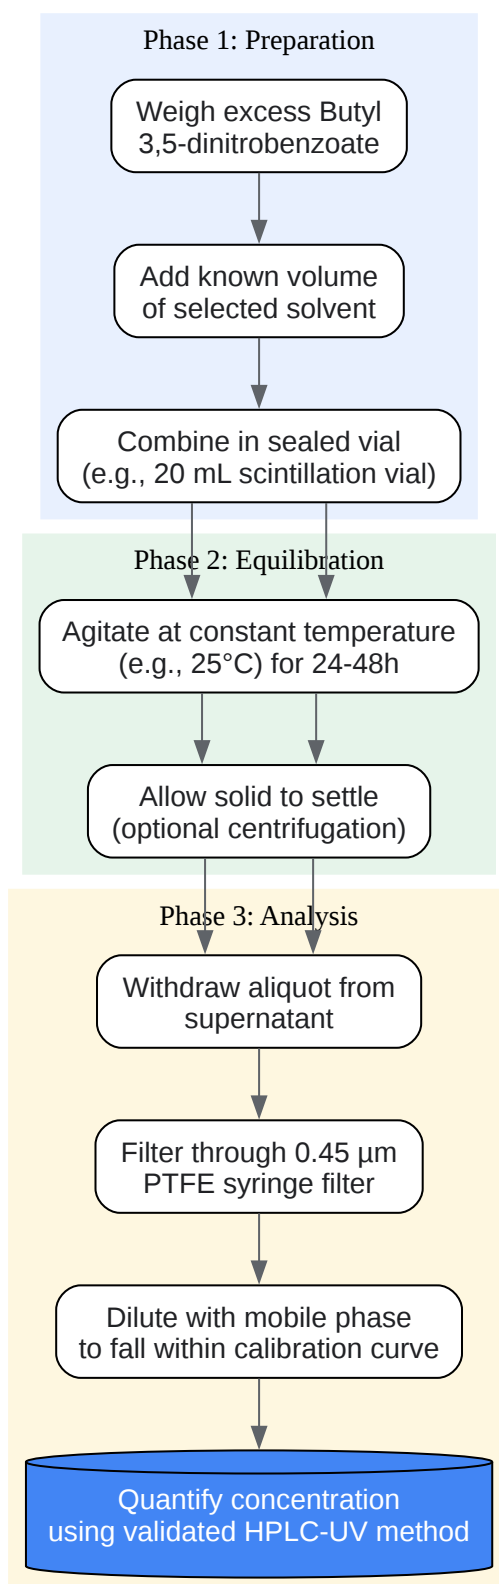 Phase 1: Preparation
Weigh excess Butyl
3,5-dinitrobenzoate
Add known volume
of selected solvent
Combine in sealed vial
(e.g., 20 mL scintillation vial)
Phase 2: Equilibration
Agitate at constant temperature
(e.g., 25°C) for 24-48h
Allow solid to settle
(optional centrifugation)
Phase 3: Analysis
Withdraw aliquot from
supernatant
Filter through 0.45 µm
PTFE syringe filter
Dilute with mobile phase
to fall within calibration curve
Quantify concentration
using validated HPLC-UV method